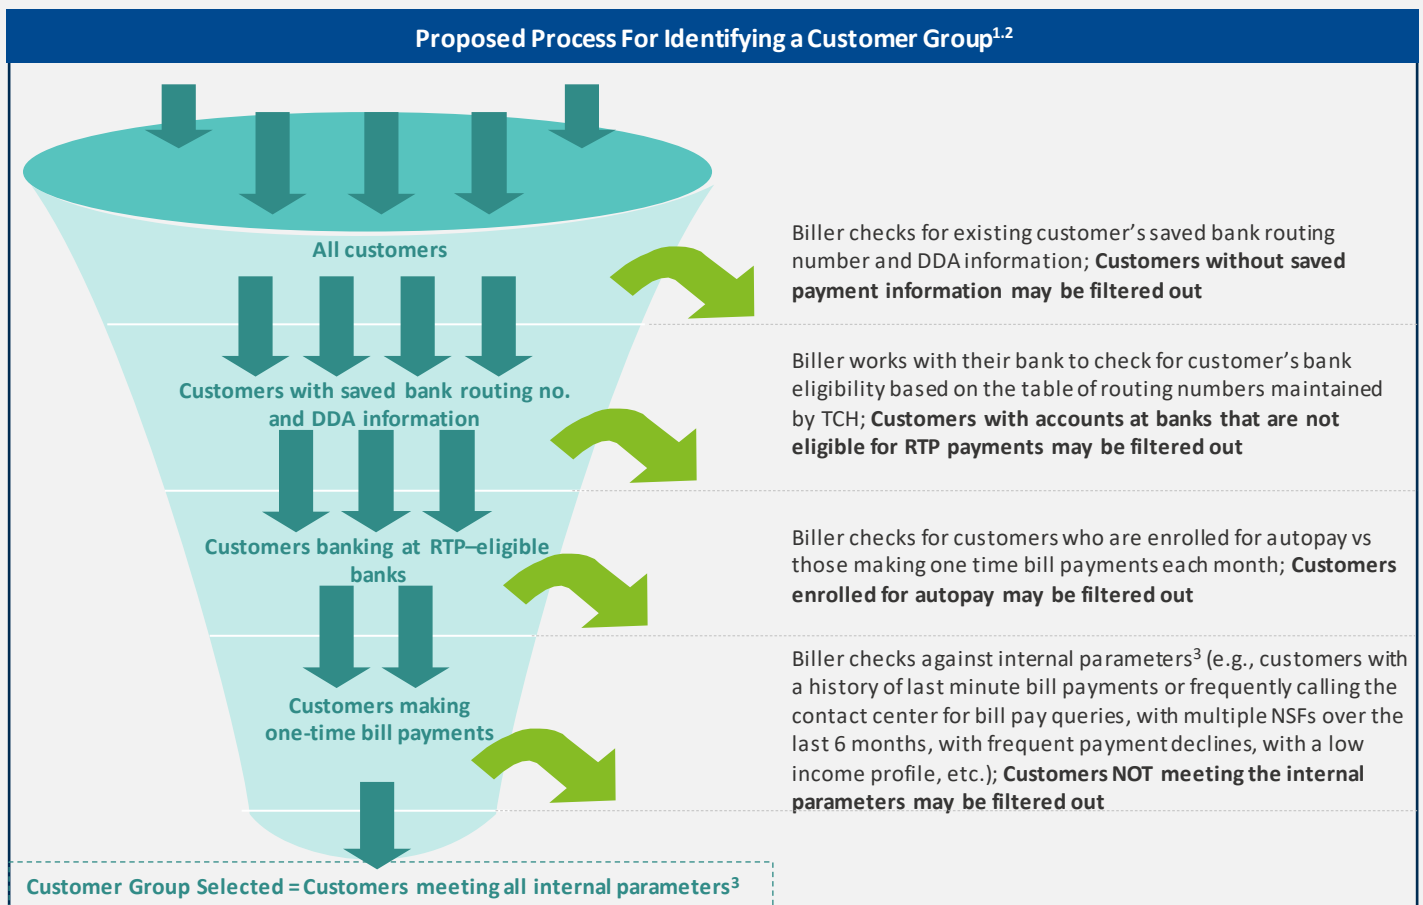 Proposed Process For Identifying a Customer Group1.2
All customers
Biller checks for existing customer's saved bank routing
number and DDA information; Customers without saved
payment information may be filtered out
Customers with saved bank routing no.
and DDA information
Biller works with their bank to check for customer's bank
eligibility based on the table of routing numbers maintained
by TCH; Customers with accounts at banks that are not
eligible for RTP payments may be filtered out
Customers banking at RTP–eligible
banks
Biller checks for customers who are enrolled for autopay vs
those making one time bill payments each month; Customers
enrolled for autopay may be filtered out
Customers making
one-time bill payments
Biller checks against internal parameters3 (e.g., customers with
a history of last minute bill payments or frequently calling the
contact center for bill pay queries, with multiple NSFs over the
last 6 months, with frequent payment declines, with a low
income profile, etc.); Customers NOT meeting the internal
parameters may be filtered out
Customer Group Selected = Customers meeting all internal parameters3